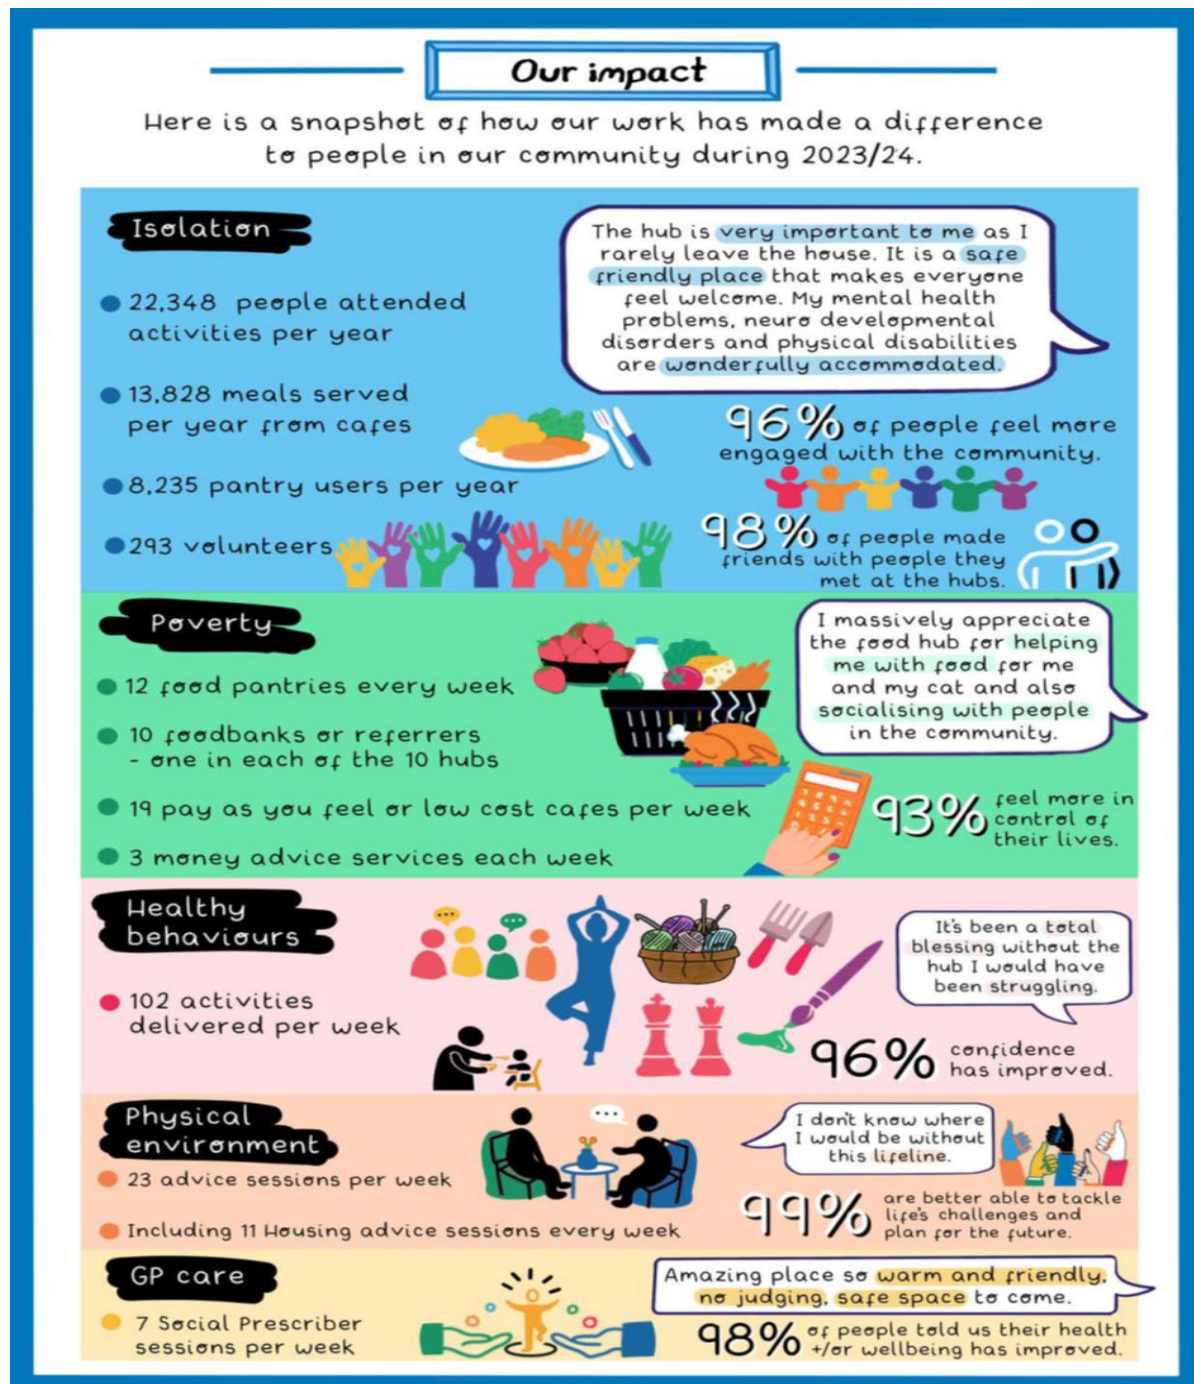 Our impact
Here is a snapshot of how our work has made a difference
to people in our community during 2023/24.
Isolation
22,348 people attended
activities per year
13,828 meals served
per year from cafes
8,235 pantry users per year
293 volunteers
The hub is very important to me as I
rarely leave the house. It is a safe
friendly place that makes everyone
feel welcome. My mental health
problems, neuro developmental
disorders and physical disabilities
are wonderfully accommodated.
96% of people feel more
engaged with the community.
98% of people made
friends with people they
met at the hubs.
Poverty
12 food pantries every week
10 foodbanks or referrers
- one in each of the 10 hubs
19 pay as you feel or low cost cafes per week
3 money advice services each week
I massively appreciate
the food hub for helping
me with food for me
and my cat and also
socialising with people
in the community.
93% feel more in
control of
their lives.
Healthy
behaviours
102 activities
delivered per week
It's been a total
blessing without the
hub I would have
been struggling.
96% confidence
has improved.
Physical
environment
23 advice sessions per week
Including 11 Housing advice sessions every week
I don't know where
I would be without
this lifeline.
99% are better able to tackle
life's challenges and
plan for the future.
GP care
7 Social Prescriber
sessions per week
Amazing place so warm and friendly,
no judging, safe space to come.
98% of people told us their health
+/or wellbeing has improved.